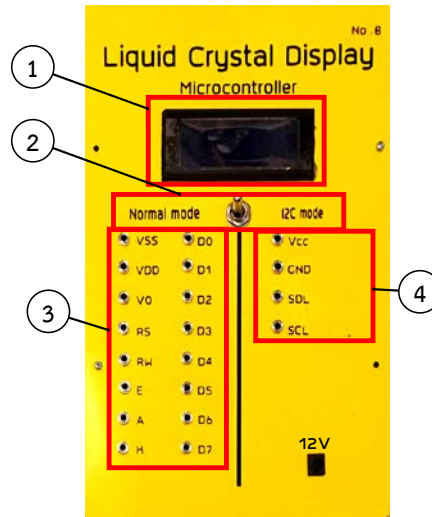 No.8
Liquid Crystal Display
Microcontroller
1
2
Normal mode I2C mode
VSS D0 Vcc
VDD D1 GND
V0 D2 SDL
RS D3 SCL
RW D4
E D5
A D6
H D7
3
4
12V